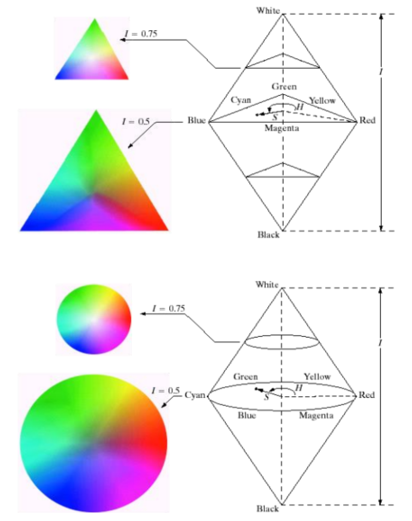 White
I = 0.75
I
Green
Cyan
Yellow
H
I = 0.5
Blue
S
Red
Magenta
Black
White
I = 0.75
I
Green
Yellow
I = 0.5
H
Cyan
S
Red
Blue
Magenta
Black